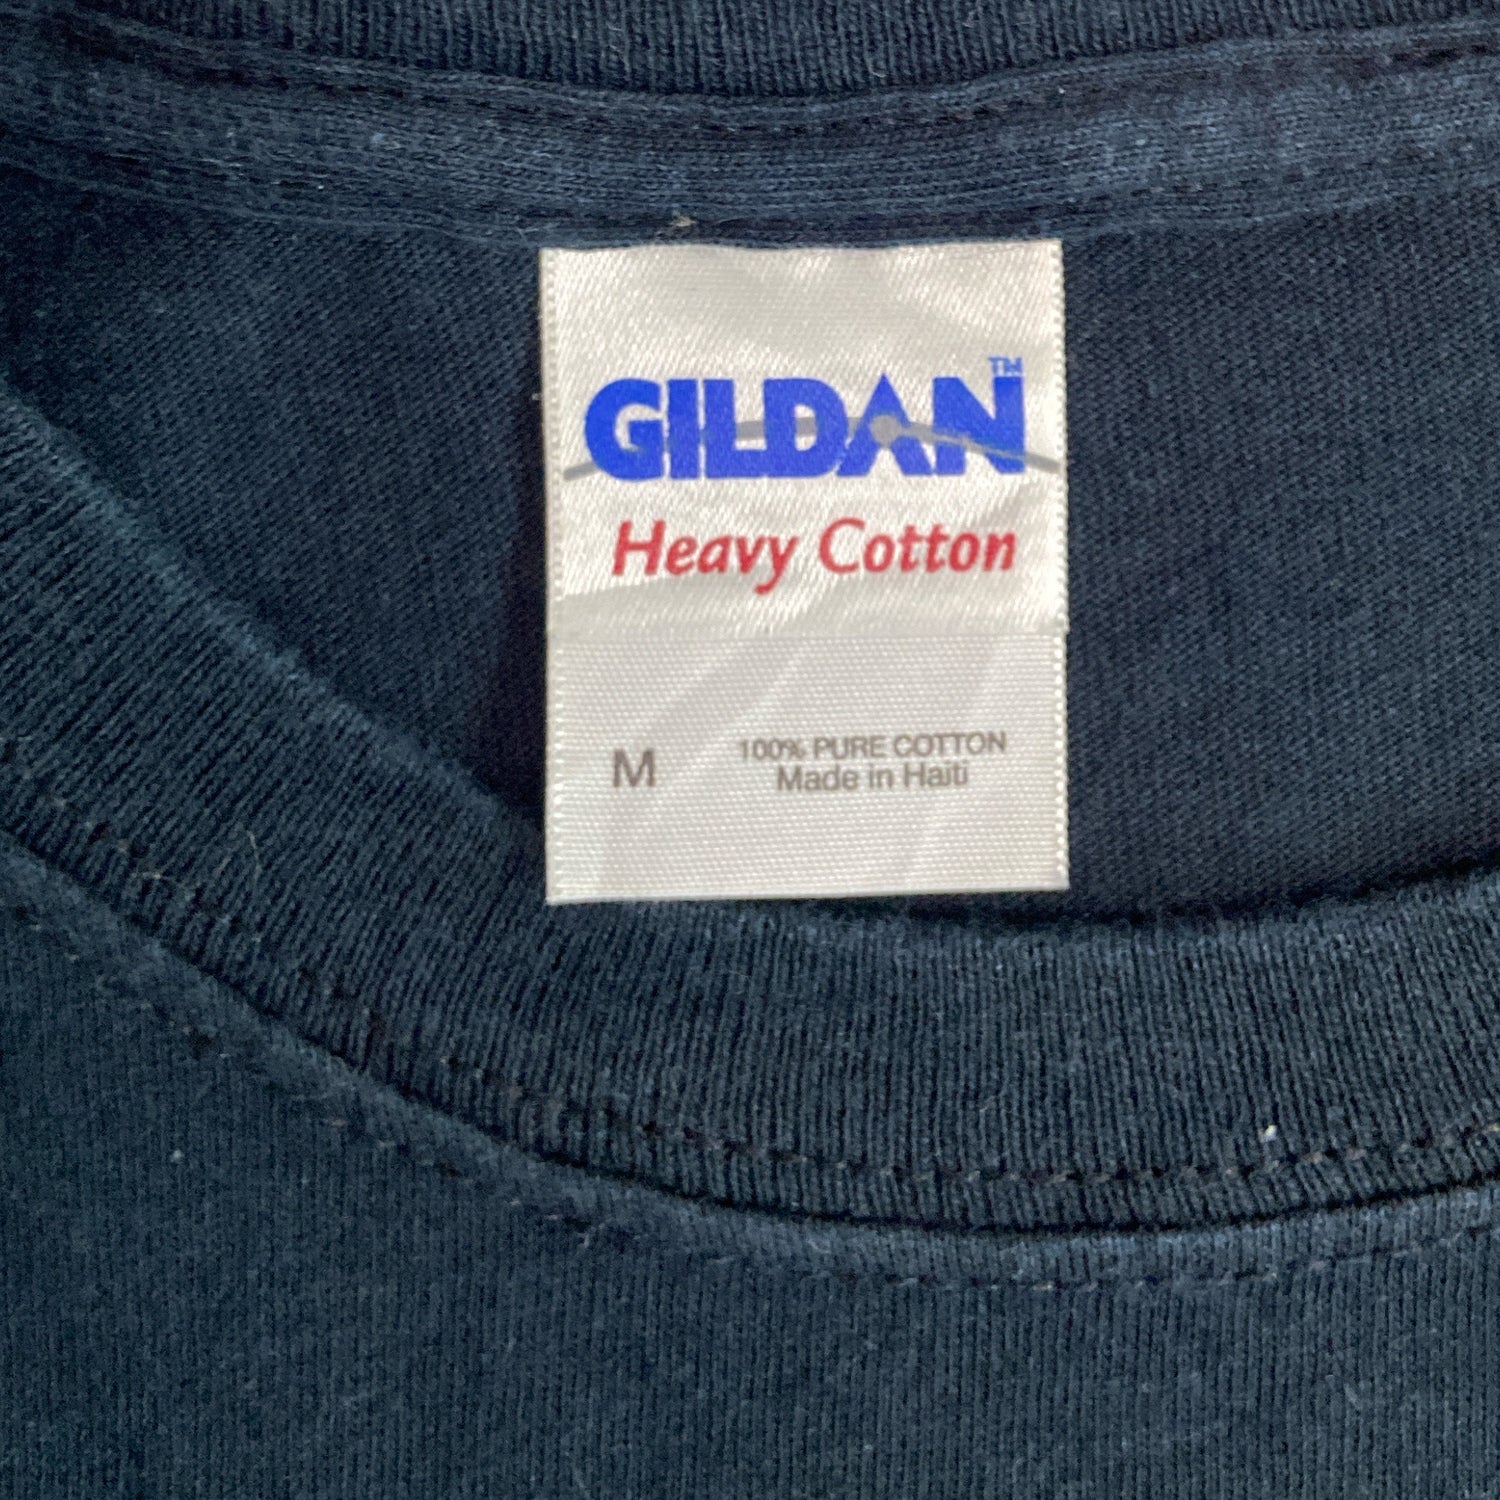 GILDAN™
Heavy Cotton
M
100% PURE COTTON
Made in Haiti